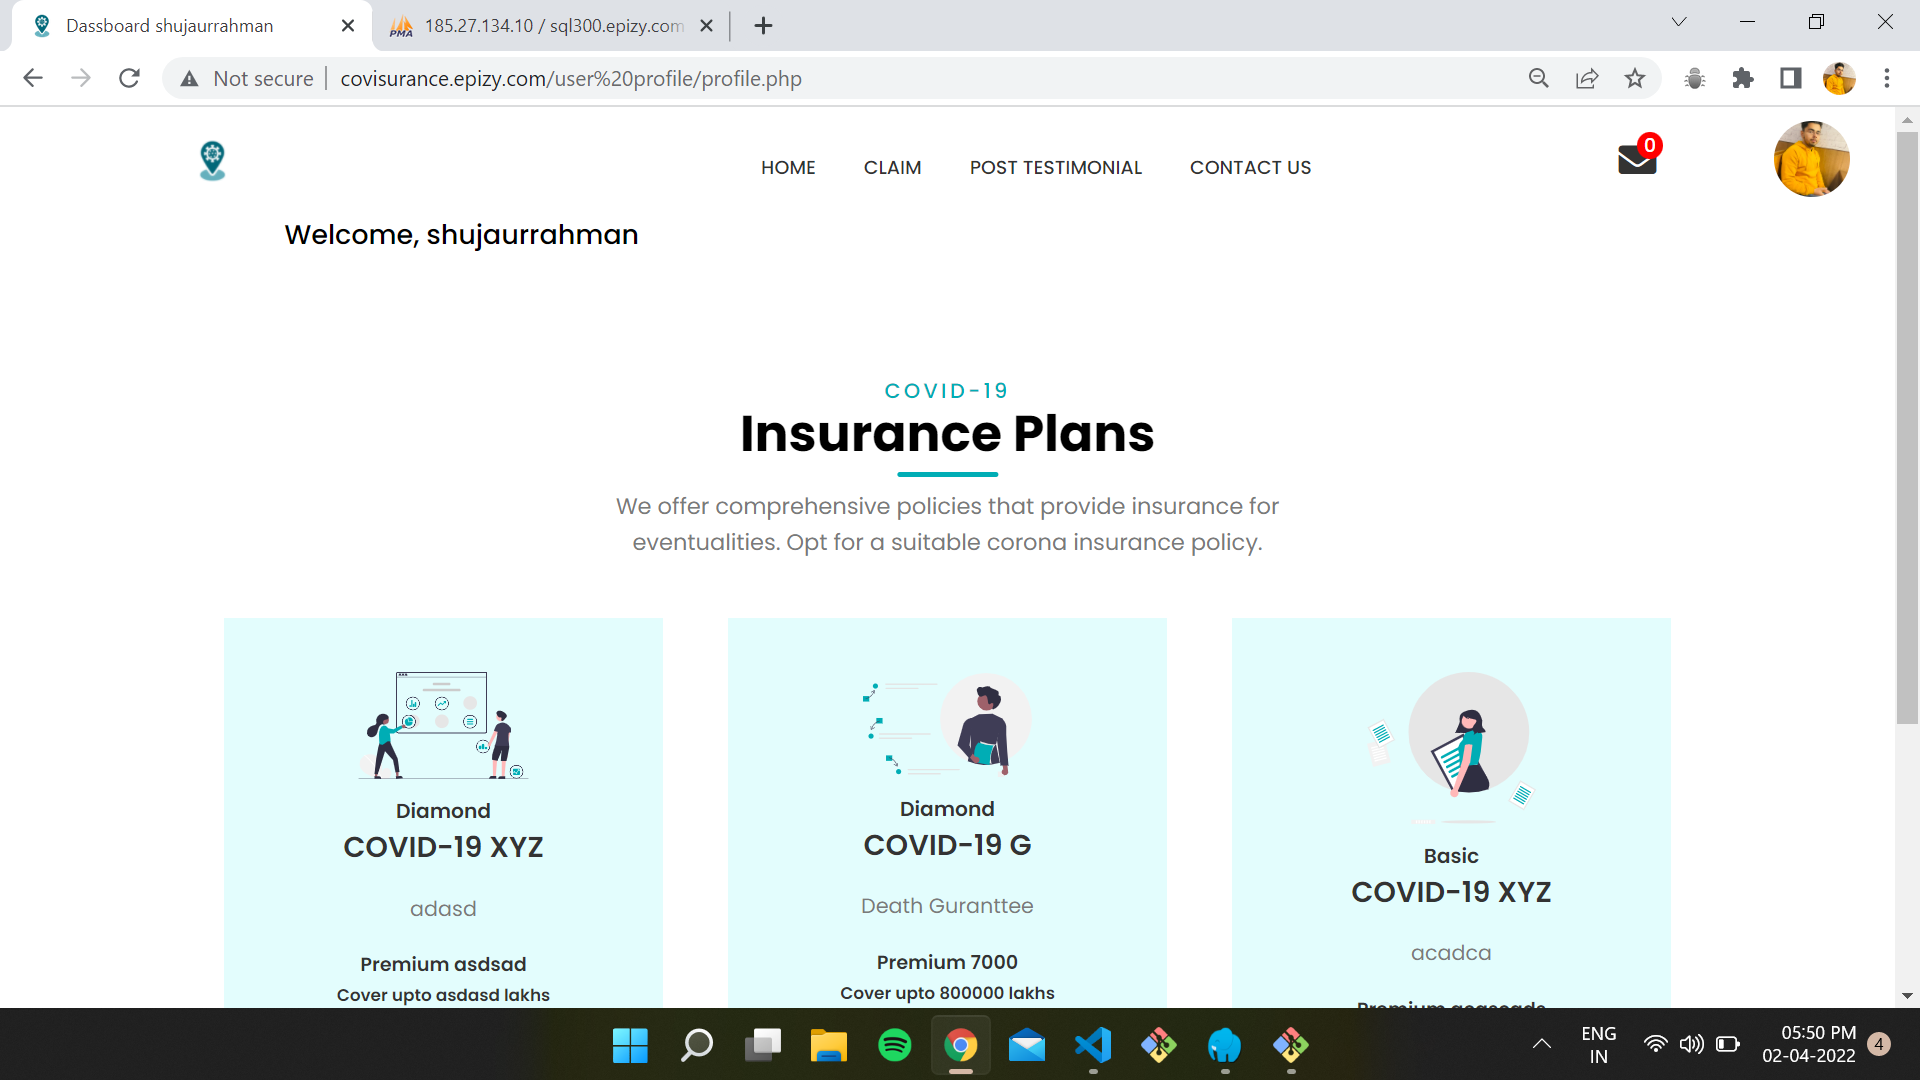 Dassboard shujaurrahman
185.27.134.10 / sql300.epizy.com
Not secure
covisurance.epizy.com/user%20profile/profile.php
HOME
CLAIM
POST TESTIMONIAL
CONTACT US
0
Welcome, shujaurrahman
COVID-19
Insurance Plans
We offer comprehensive policies that provide insurance for
eventualities. Opt for a suitable corona insurance policy.
Diamond
COVID-19 XYZ
adasd
Premium asdsad
Cover upto asdasd lakhs
Diamond
COVID-19 G
Death Guranttee
Premium 7000
Cover upto 800000 lakhs
Basic
COVID-19 XYZ
acadca
Premium
ENG
IN
05:50 PM
02-04-2022
4